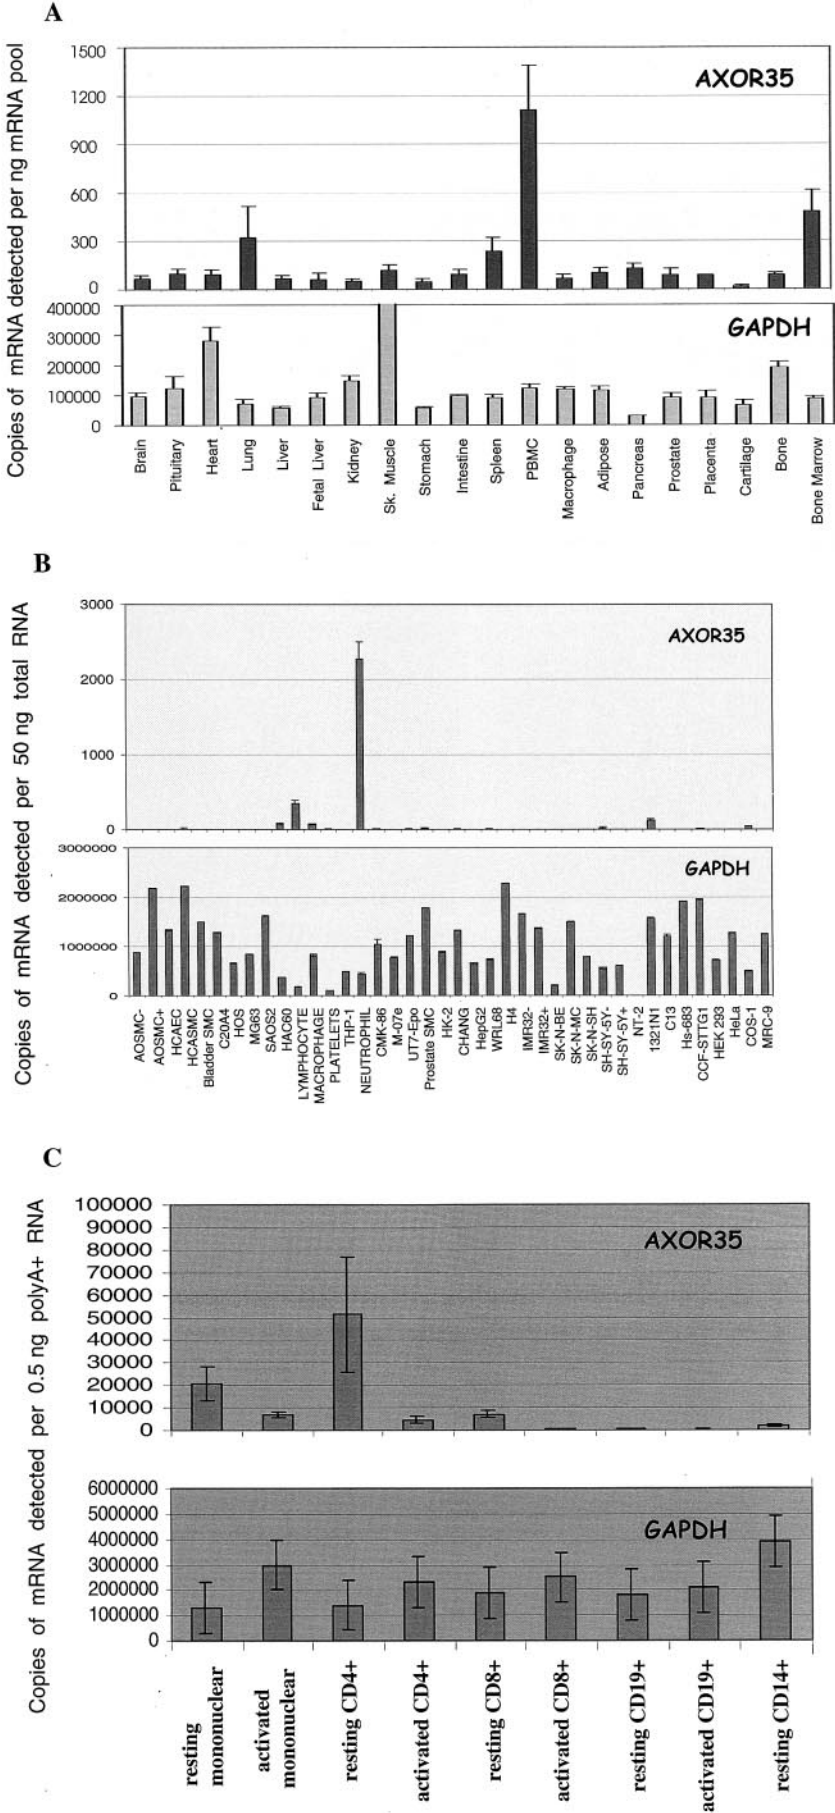 A
Copies of mRNA detected per ng mRNA pool
1500
1200
900
600
300
0
AXOR35
400000
300000
200000
100000
0
GAPDH
Brain
Pituitary
Heart
Lung
Liver
Fetal Liver
Kidney
Sk. Muscle
Stomach
Intestine
Spleen
PBMC
Macrophage
Adipose
Pancreas
Prostate
Placenta
Cartilage
Bone
Bone Marrow
B
Copies of mRNA detected per 50 ng total RNA
3000
2000
1000
0
AXOR35
3000000
2000000
1000000
0
GAPDH
AOSMC-
AOSMC+
HCAEC
HCASMC
Bladder SMC
C20A4
HOS
MG63
SAOS2
HAC60
LYMPHOCYTE
MACROPHAGE
PLATELETS
THP-1
NEUTROPHIL
CMK-86
M-07e
UT7-Epo
Prostate SMC
HK-2
CHANG
HepG2
WRL68
H4
IMR32-
IMR32+
SK-N-BE
SK-N-MC
SK-N-SH
SH-SY-5Y-
SH-SY-5Y+
NT-2
1321N1
C13
Hs-683
CCF-STTG1
HEK 293
HeLa
COS-1
MRC-9
C
Copies of mRNA detected per 0.5 ng polyA+ RNA
100000
90000
80000
70000
60000
50000
40000
30000
20000
10000
0
AXOR35
6000000
5000000
4000000
3000000
2000000
1000000
0
GAPDH
resting
mononuclear
activated
mononuclear
resting CD4+
activated CD4+
resting CD8+
activated CD8+
resting CD19+
activated CD19+
resting CD14+